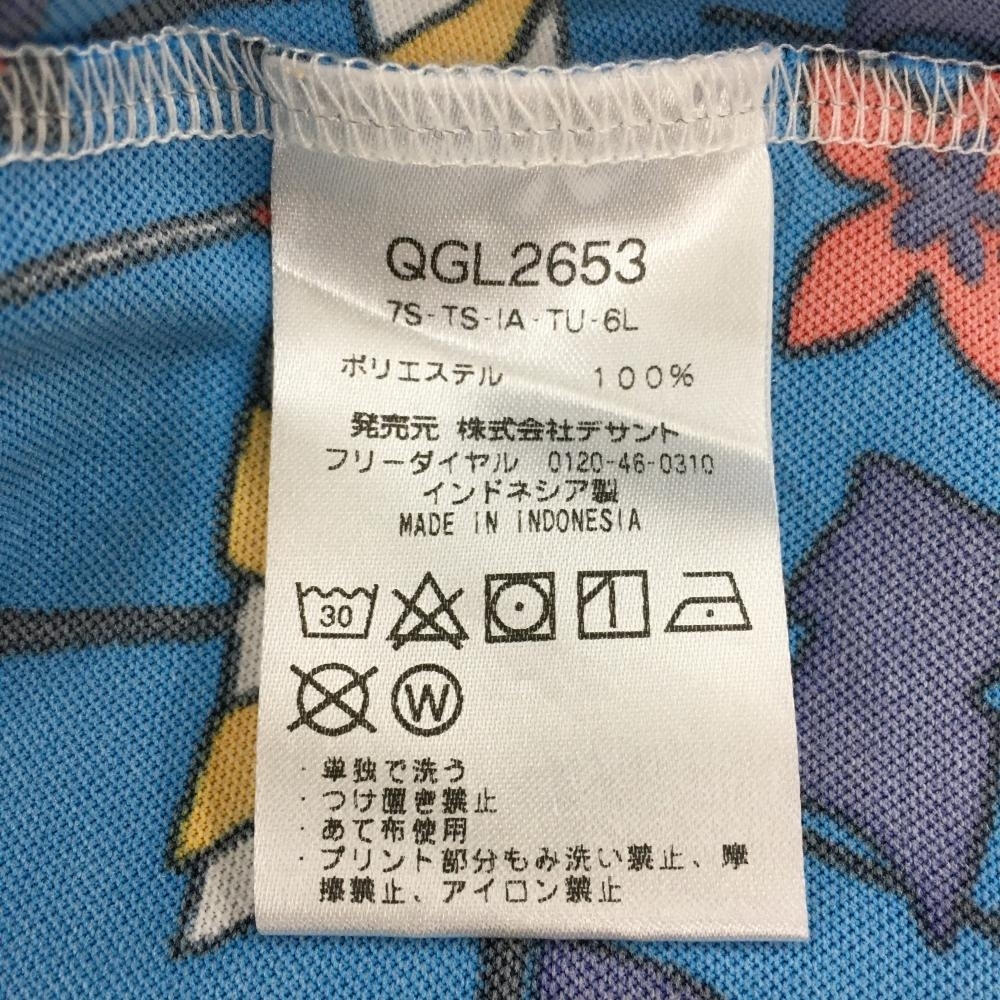 QGL2653
7S-TS-IA-TU-6L
ポリエステル 100%
発売元 株式会社デサント
フリーダイヤル 0120-46-0310
インドネシア製
MADE IN INDONESIA
30
W
・単独で洗う
・つけ置き禁止
・あて布使用
・プリント部分もみ洗い禁止、摩
擦禁止、アイロン禁止